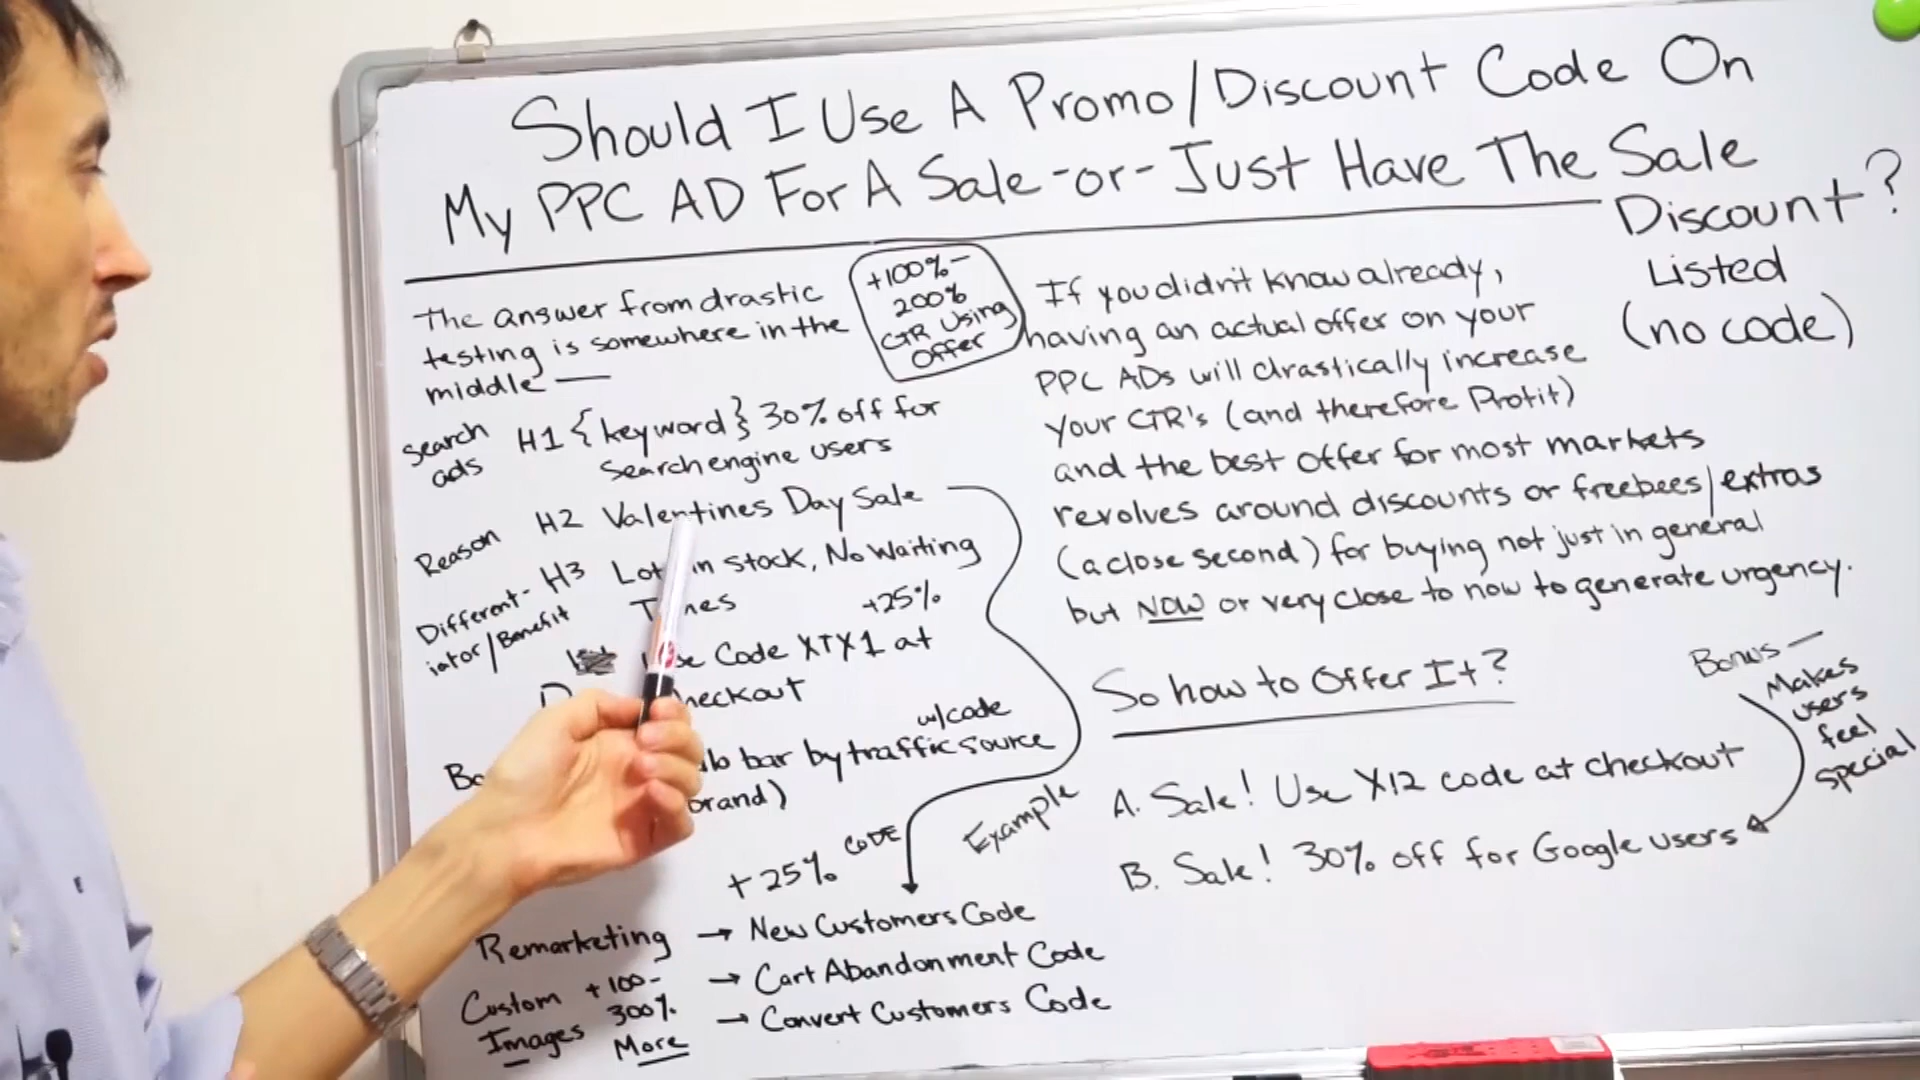 Should I Use A Promo/Discount Code On
My PPC AD For A Sale -or- Just Have The Sale
Discount?
Listed
(no code)
The answer from drastic
testing is somewhere in the
middle —
+100%-
200%
CTR Using
Offer
search
ads
H1 {keyword} 30% off for
Search engine users
Reason
H2 Valentines Day Sale
Different-
iator/Benefit
H3 Lot in stock, No Waiting
+25%
Code XTX1 at
checkout
w/code
bar by traffic source
brand)
+25% CODE
Example
Remarketing → New Customers Code
→ Cart Abandonment Code
→ Convert Customers Code
Custom +100-
Images 300%
More
If you didn't know already,
having an actual offer on your
PPC ADs will drastically increase
your CTR's (and therefore Profit)
and the best offer for most markets
revolves around discounts or freebees/extras
(a close second) for buying not just in general
but NOW or very close to now to generate urgency.
So how to Offer It?
Bonus —
Makes
users
feel
special
A. Sale! Use X12 code at checkout
B. Sale! 30% off for Google users